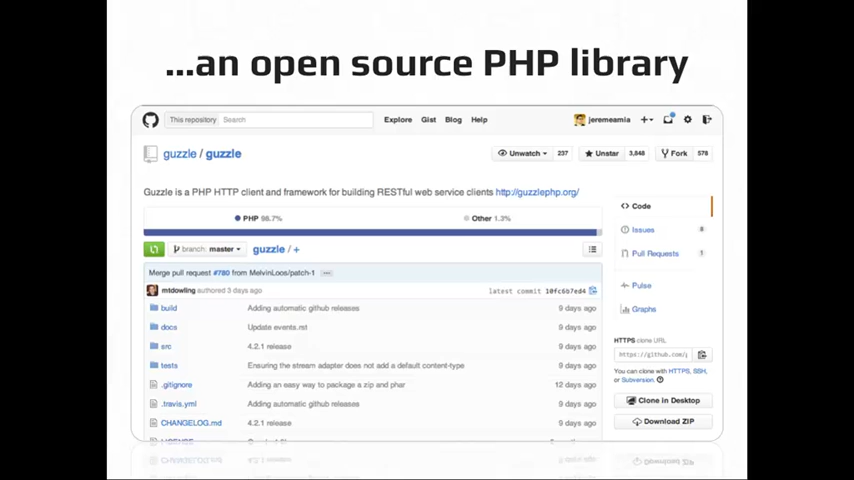 ...an open source PHP library
This repository Search Explore Gist Blog Help jeremeamia
guzzle / guzzle Unwatch 237 Unstar 3,848 Fork 578
Guzzle is a PHP HTTP client and framework for building RESTful web service clients http://guzzlephp.org/
PHP 98.7% Other 1.3%
branch: master guzzle / +
Merge pull request #780 from MelvinLoos/patch-1
mtdowling authored 3 days ago latest commit 10fc6b7ed4
build Adding automatic github releases 9 days ago
docs Update events.rst 9 days ago
src 4.2.1 release 9 days ago
tests Ensuring the stream adapter does not add a default content-type 9 days ago
.gitignore Adding an easy way to package a zip and phar 12 days ago
.travis.yml Adding automatic github releases 9 days ago
CHANGELOG.md 4.2.1 release 9 days ago
Code
Issues 8
Pull Requests 1
Pulse
Graphs
HTTPS clone URL
https://github.com/
You can clone with HTTPS, SSH,
or Subversion.
Clone in Desktop
Download ZIP